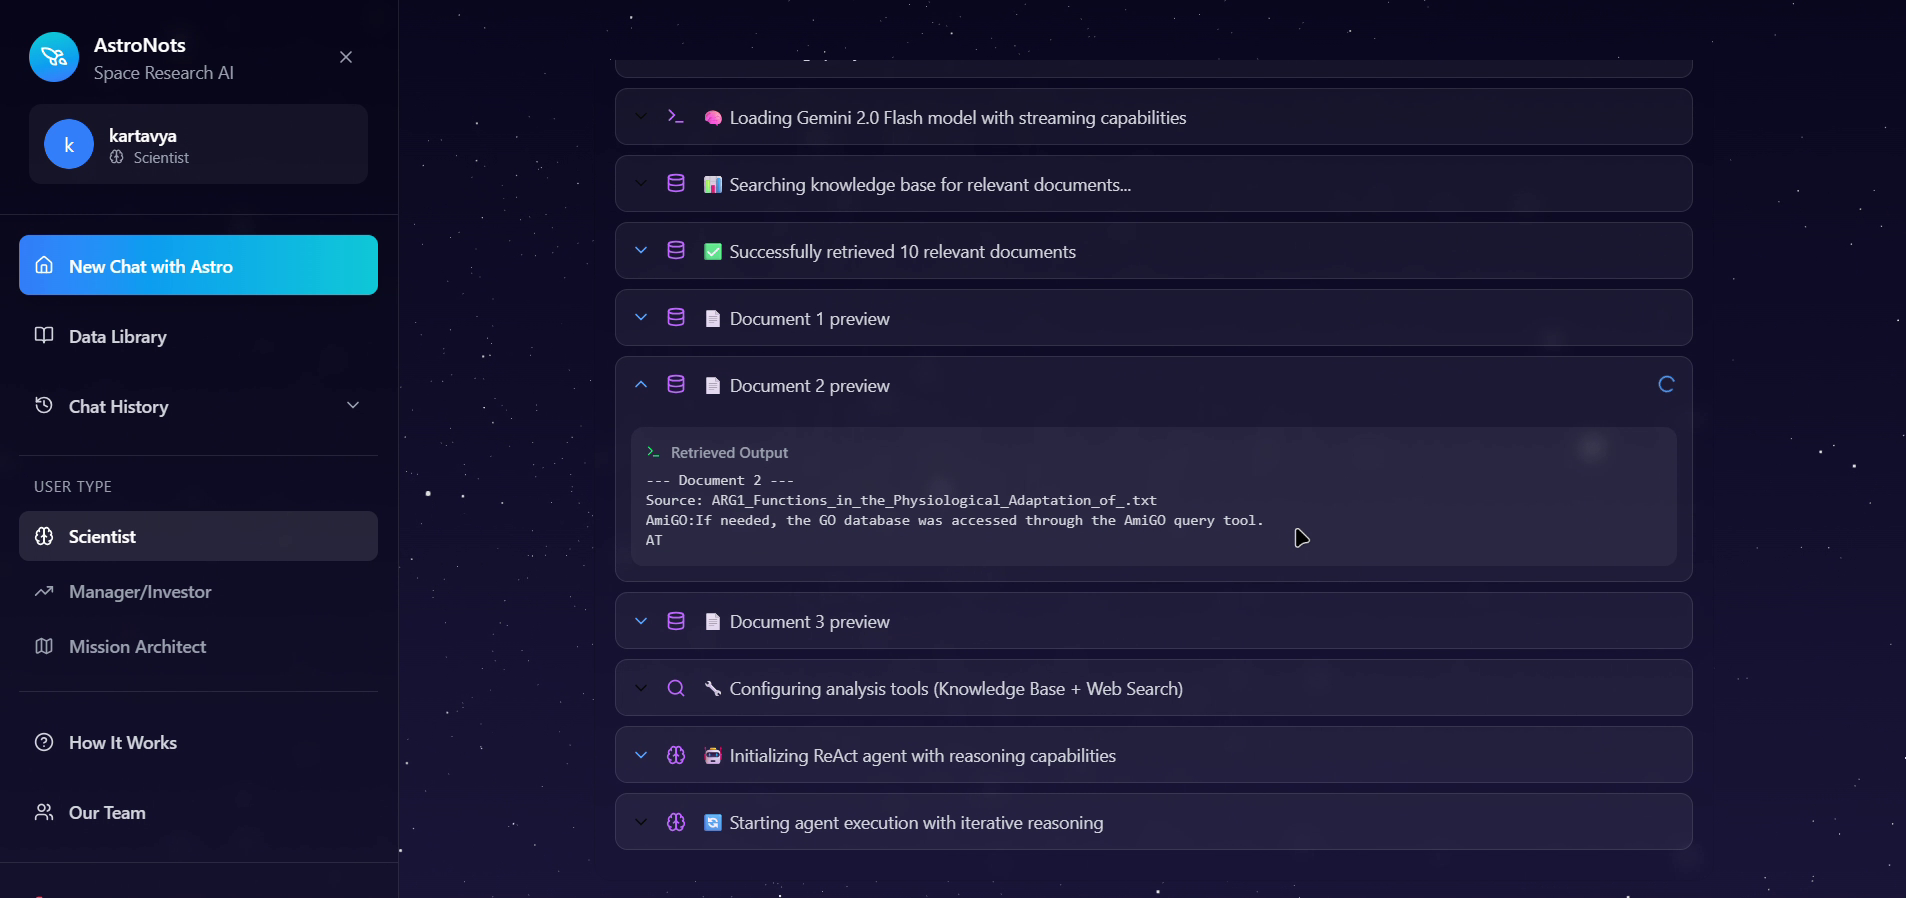 AstroNots
Space Research AI
k
kartavya
Scientist
New Chat with Astro
Data Library
Chat History
USER TYPE
Scientist
Manager/Investor
Mission Architect
How It Works
Our Team
Loading Gemini 2.0 Flash model with streaming capabilities
Searching knowledge base for relevant documents...
Successfully retrieved 10 relevant documents
Document 1 preview
Document 2 preview
Retrieved Output
--- Document 2 ---
Source: ARG1_Functions_in_the_Physiological_Adaptation_of_.txt
AmiGO:If needed, the GO database was accessed through the AmiGO query tool.
AT
Document 3 preview
Configuring analysis tools (Knowledge Base + Web Search)
Initializing ReAct agent with reasoning capabilities
Starting agent execution with iterative reasoning